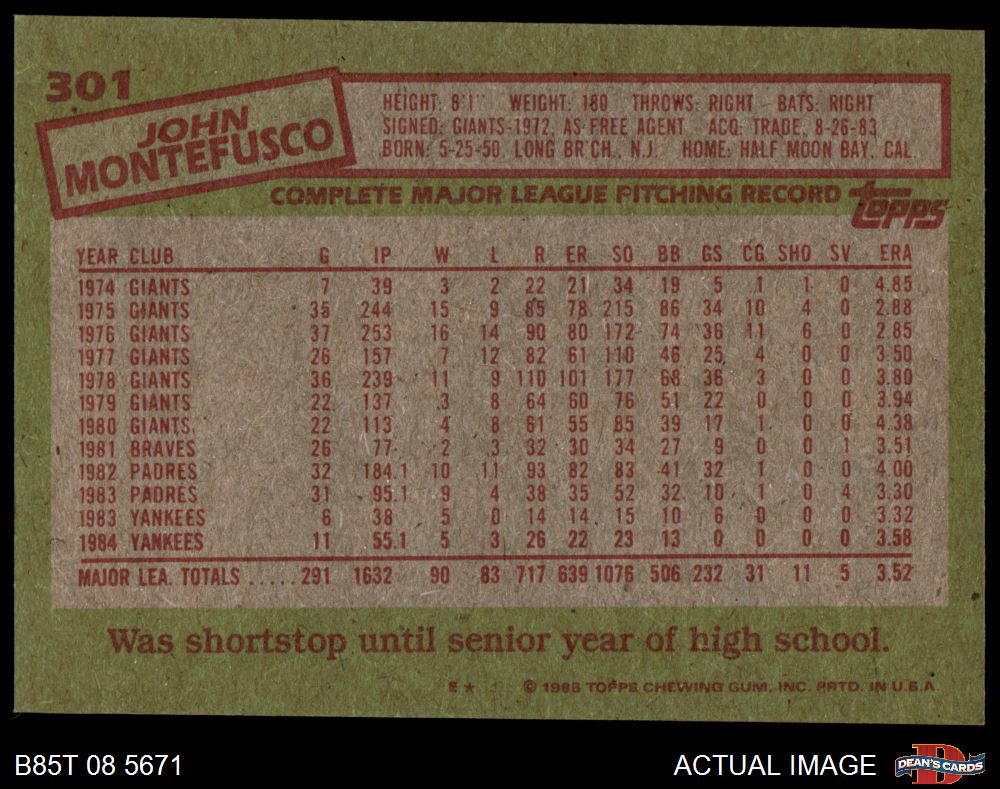 301
JOHN
MONTEFUSCO
HEIGHT: 6'1" WEIGHT: 180 THROWS: RIGHT BATS: RIGHT
SIGNED: GIANTS-1972, AS FREE AGENT ACQ: TRADE, 8-26-83
BORN: 5-25-50, LONG BR'CH., N.J. HOME: HALF MOON BAY, CAL.
COMPLETE MAJOR LEAGUE PITCHING RECORD
TOPPS
YEAR CLUB G IP W L R ER SO BB GS CG SHO SV ERA
1974 GIANTS 7 39 3 2 22 21 34 19 5 1 1 0 4.85
1975 GIANTS 35 244 15 9 85 78 215 86 34 10 4 0 2.88
1976 GIANTS 37 253 16 14 90 80 172 74 36 11 6 0 2.85
1977 GIANTS 26 157 7 12 82 61 110 46 25 4 0 0 3.50
1978 GIANTS 36 239 11 9 110 101 177 68 36 3 0 0 3.80
1979 GIANTS 22 137 3 8 64 60 76 51 22 0 0 0 3.94
1980 GIANTS 22 113 4 8 61 55 85 39 17 1 0 0 4.38
1981 BRAVES 26 77 2 3 32 30 34 27 9 0 0 1 3.51
1982 PADRES 32 184.1 10 11 93 82 83 41 32 1 0 0 4.00
1983 PADRES 31 95.1 9 4 38 35 52 32 10 1 0 4 3.30
1983 YANKEES 6 38 5 0 14 14 15 10 6 0 0 0 3.32
1984 YANKEES 11 55.1 5 3 26 22 23 13 0 0 0 0 3.58
MAJOR LEA. TOTALS ..... 291 1632 90 83 717 639 1076 506 232 31 11 5 3.52
Was shortstop until senior year of high school.
E* © 1985 TOPPS CHEWING GUM, INC. PRTD. IN U.S.A.
B85T 08 5671
ACTUAL IMAGE
D
DEAN'S CARDS